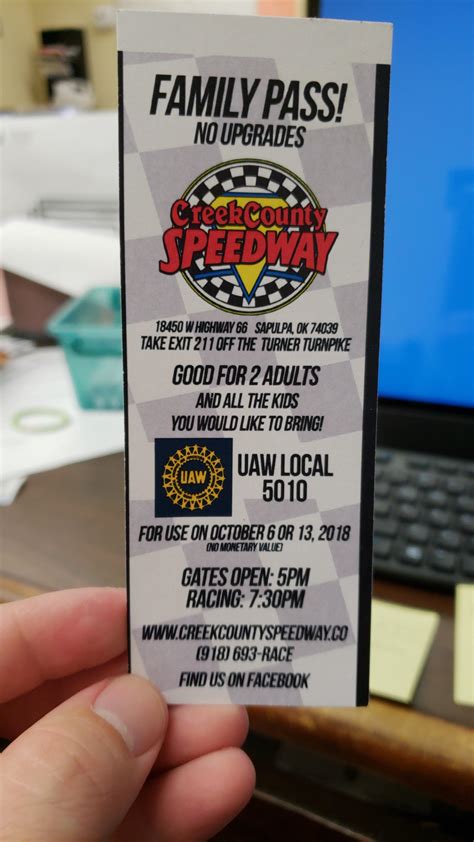 FAMILY PASS!
NO UPGRADES
CreekCounty
SPEEDWAY
18450 W HIGHWAY 66 SAPULPA, OK 74039
TAKE EXIT 211 OFF THE TURNER TURNPIKE
GOOD FOR 2 ADULTS
AND ALL THE KIDS
YOU WOULD LIKE TO BRING!
UAW
UAW LOCAL
5010
FOR USE ON OCTOBER 6 OR 13, 2018
(NO MONETARY VALUE)
GATES OPEN: 5PM
RACING: 7:30PM
WWW.CREEKCOUNTYSPEEDWAY.CO
(918) 693-RACE
FIND US ON FACEBOOK